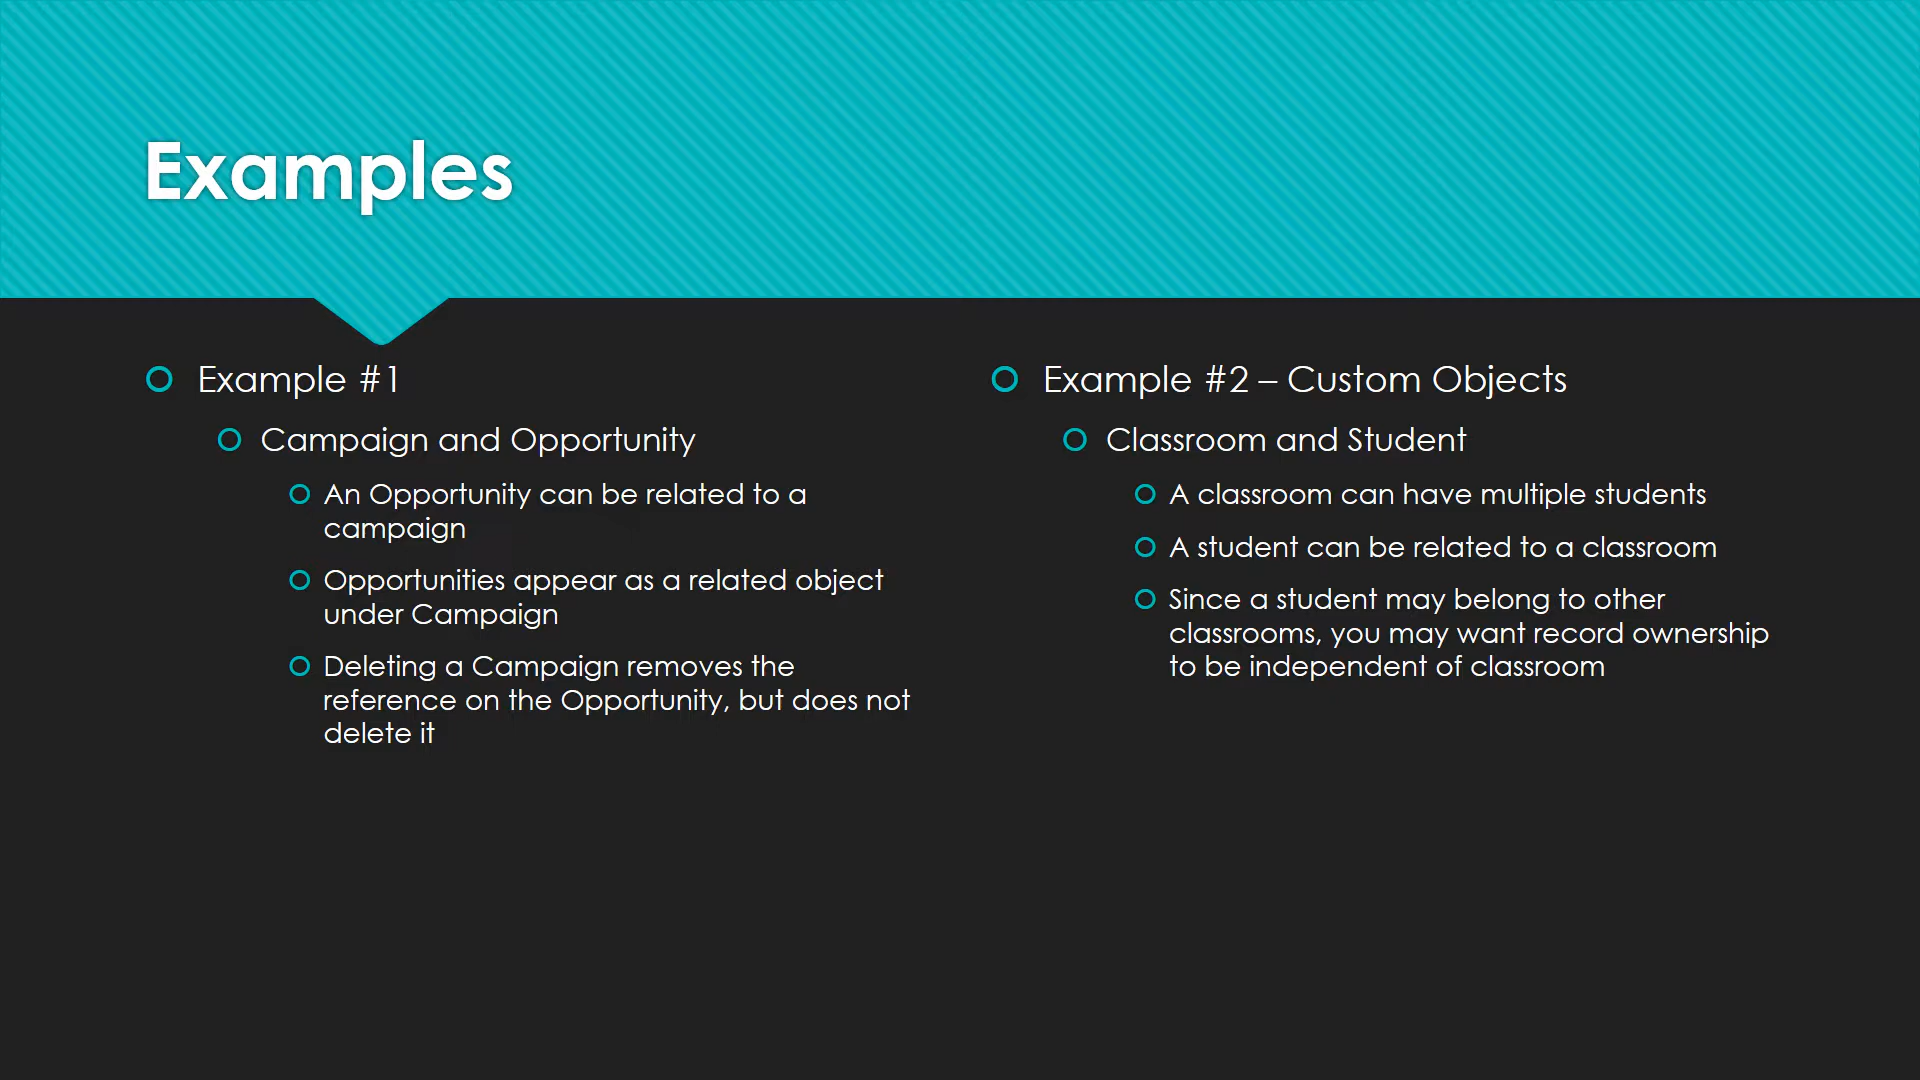 Examples
Example #1
Campaign and Opportunity
An Opportunity can be related to a
campaign
Opportunities appear as a related object
under Campaign
Deleting a Campaign removes the
reference on the Opportunity, but does not
delete it
Example #2 – Custom Objects
Classroom and Student
A classroom can have multiple students
A student can be related to a classroom
Since a student may belong to other
classrooms, you may want record ownership
to be independent of classroom